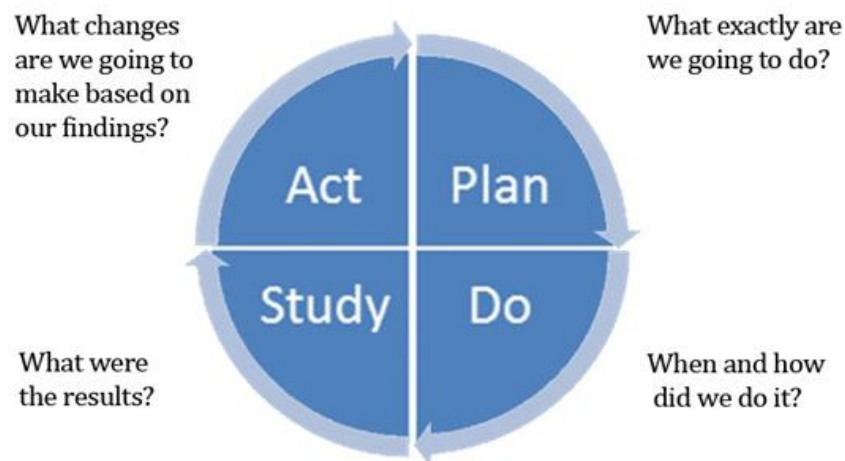 What changes
are we going to
make based on
our findings?
What exactly are
we going to do?
Act
Plan
Study
Do
What were
the results?
When and how
did we do it?